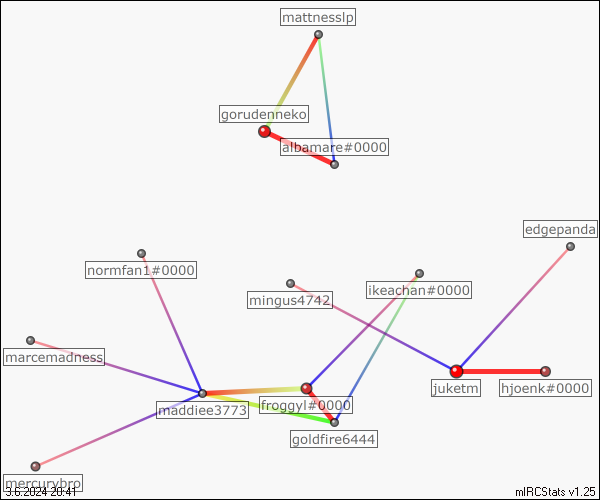 mattnesslp
gorudenneko
albamare#0000
edgepanda
normfan1#0000
ikeachan#0000
mingus4742
marcemadness
juketm
hjoenk#0000
froggyl#0000
maddiee3773
goldfire6444
mercurybro
3.6.2024 20:41
mIRCStats v1.25